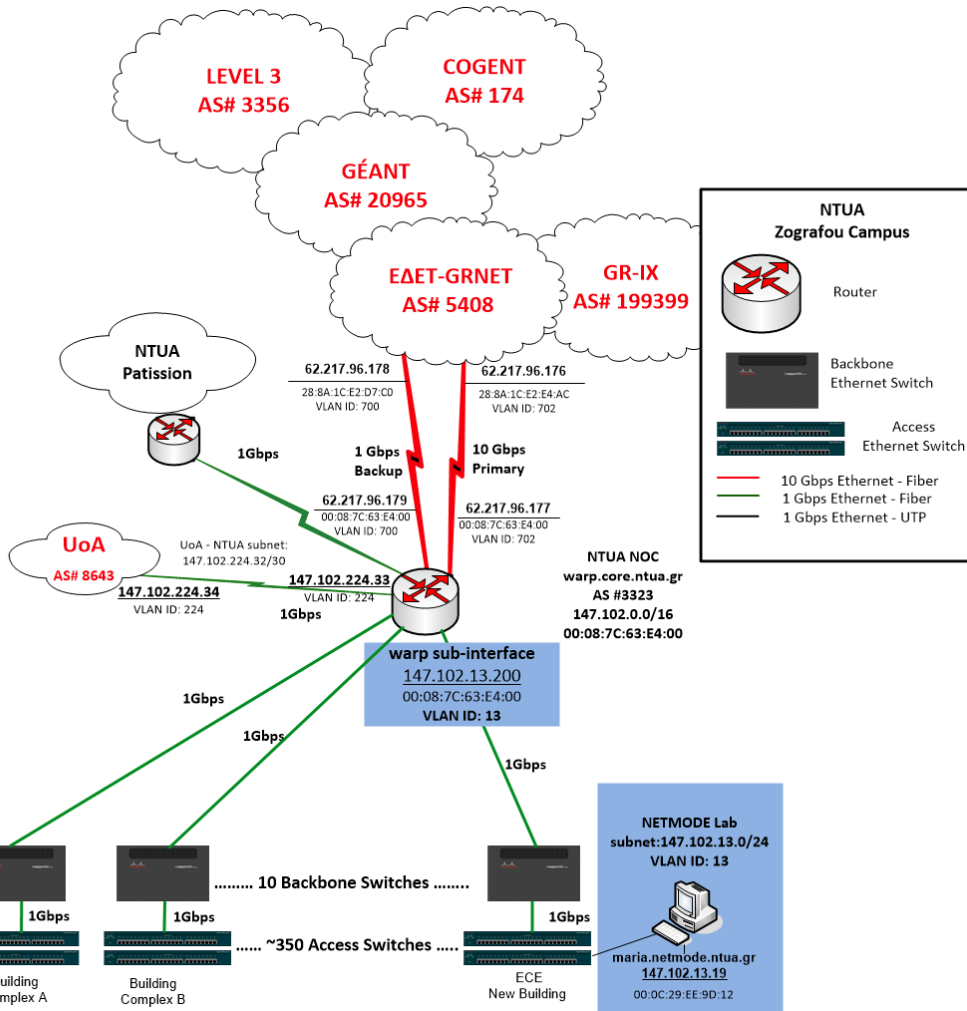 LEVEL 3
AS# 3356
COGENT
AS# 174
GÉANT
AS# 20965
ΕΔΕΤ-GRNET
AS# 5408
GR-IX
AS# 199399
NTUA
Zografou Campus
Router
Backbone
Ethernet Switch
Access
Ethernet Switch
10 Gbps Ethernet - Fiber
1 Gbps Ethernet - Fiber
1 Gbps Ethernet - UTP
NTUA
Patission
62.217.96.178
28:8A:1C:E2:D7:C0
VLAN ID: 700
62.217.96.176
28:8A:1C:E2:E4:AC
VLAN ID: 702
1Gbps
1 Gbps
Backup
10 Gbps
Primary
62.217.96.179
00:08:7C:63:E4:00
VLAN ID: 700
62.217.96.177
00:08:7C:63:E4:00
VLAN ID: 702
UoA
AS# 8643
UoA - NTUA subnet:
147.102.224.32/30
147.102.224.34
VLAN ID: 224
147.102.224.33
VLAN ID: 224
1Gbps
NTUA NOC
warp.core.ntua.gr
AS #3323
147.102.0.0/16
00:08:7C:63:E4:00
warp sub-interface
147.102.13.200
00:08:7C:63:E4:00
VLAN ID: 13
1Gbps
1Gbps
1Gbps
NETMODE Lab
subnet:147.102.13.0/24
VLAN ID: 13
maria.netmode.ntua.gr
147.102.13.19
00:0C:29:EE:9D:12
......... 10 Backbone Switches ........
1Gbps
1Gbps
1Gbps
...... ~350 Access Switches .....
uilding
mplex A
Building
Complex B
ECE
New Building